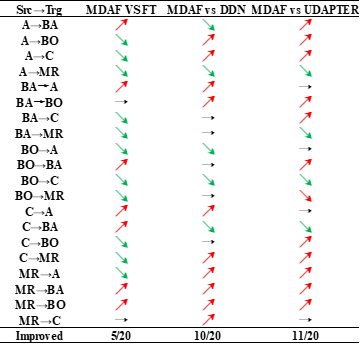 Src→Trg MDAF VSFT MDAF vs DDN MDAF vs UDAPTER
A→BA ↗ ↘ ↗
A→BO ↘ ↗ ↗
A→C ↘ ↗ ↗
A→MR ↘ ↘ ↘
BA→A ↗ ↗ →
BA→BO → ↗ ↗
BA→C ↘ → ↗
BA→MR ↘ → ↘
BO→A ↘ ↘ →
BO→BA ↗ → ↗
BO→C ↘ ↘ ↘
BO→MR ↘ → ↘
C→A ↗ ↗ →
C→BA ↗ ↘ ↘
C→BO ↘ → ↗
C→MR ↘ ↗ ↗
MR→A ↘ ↗ ↗
MR→BA ↗ ↗ ↗
MR→BO ↗ ↗ ↗
MR→C → ↗ →
Improved 5/20 10/20 11/20